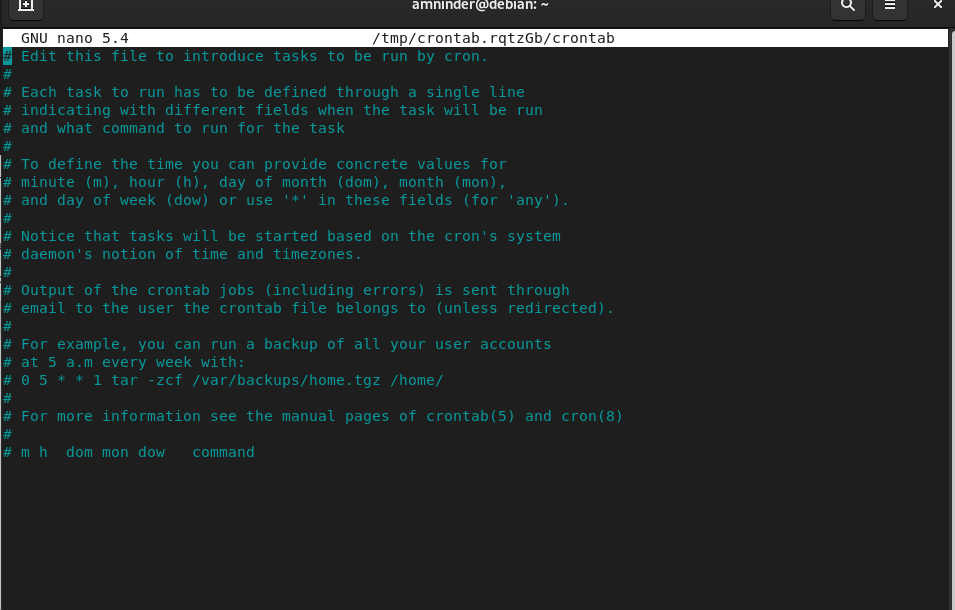 amninder@debian: ~
GNU nano 5.4 /tmp/crontab.rqtzGb/crontab
# Edit this file to introduce tasks to be run by cron.
#
# Each task to run has to be defined through a single line
# indicating with different fields when the task will be run
# and what command to run for the task
#
# To define the time you can provide concrete values for
# minute (m), hour (h), day of month (dom), month (mon),
# and day of week (dow) or use '*' in these fields (for 'any').
#
# Notice that tasks will be started based on the cron's system
# daemon's notion of time and timezones.
#
# Output of the crontab jobs (including errors) is sent through
# email to the user the crontab file belongs to (unless redirected).
#
# For example, you can run a backup of all your user accounts
# at 5 a.m every week with:
# 0 5 * * 1 tar -zcf /var/backups/home.tgz /home/
#
# For more information see the manual pages of crontab(5) and cron(8)
#
# m h  dom mon dow   command